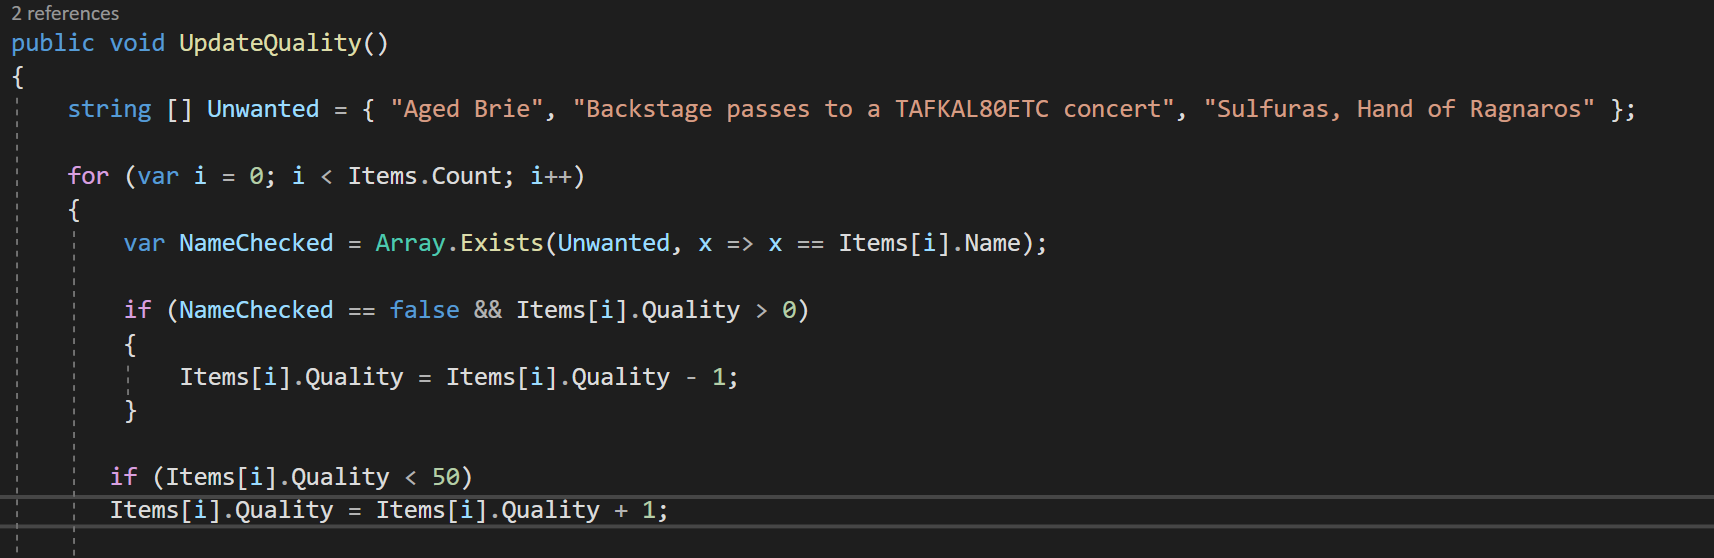 2 references
public void UpdateQuality()
{
string [] Unwanted = { "Aged Brie", "Backstage passes to a TAFKAL80ETC concert", "Sulfuras, Hand of Ragnaros" };
for (var i = 0; i < Items.Count; i++)
{
var NameChecked = Array.Exists(Unwanted, x => x == Items[i].Name);
if (NameChecked == false && Items[i].Quality > 0)
{
Items[i].Quality = Items[i].Quality - 1;
}
if (Items[i].Quality < 50)
Items[i].Quality = Items[i].Quality + 1;